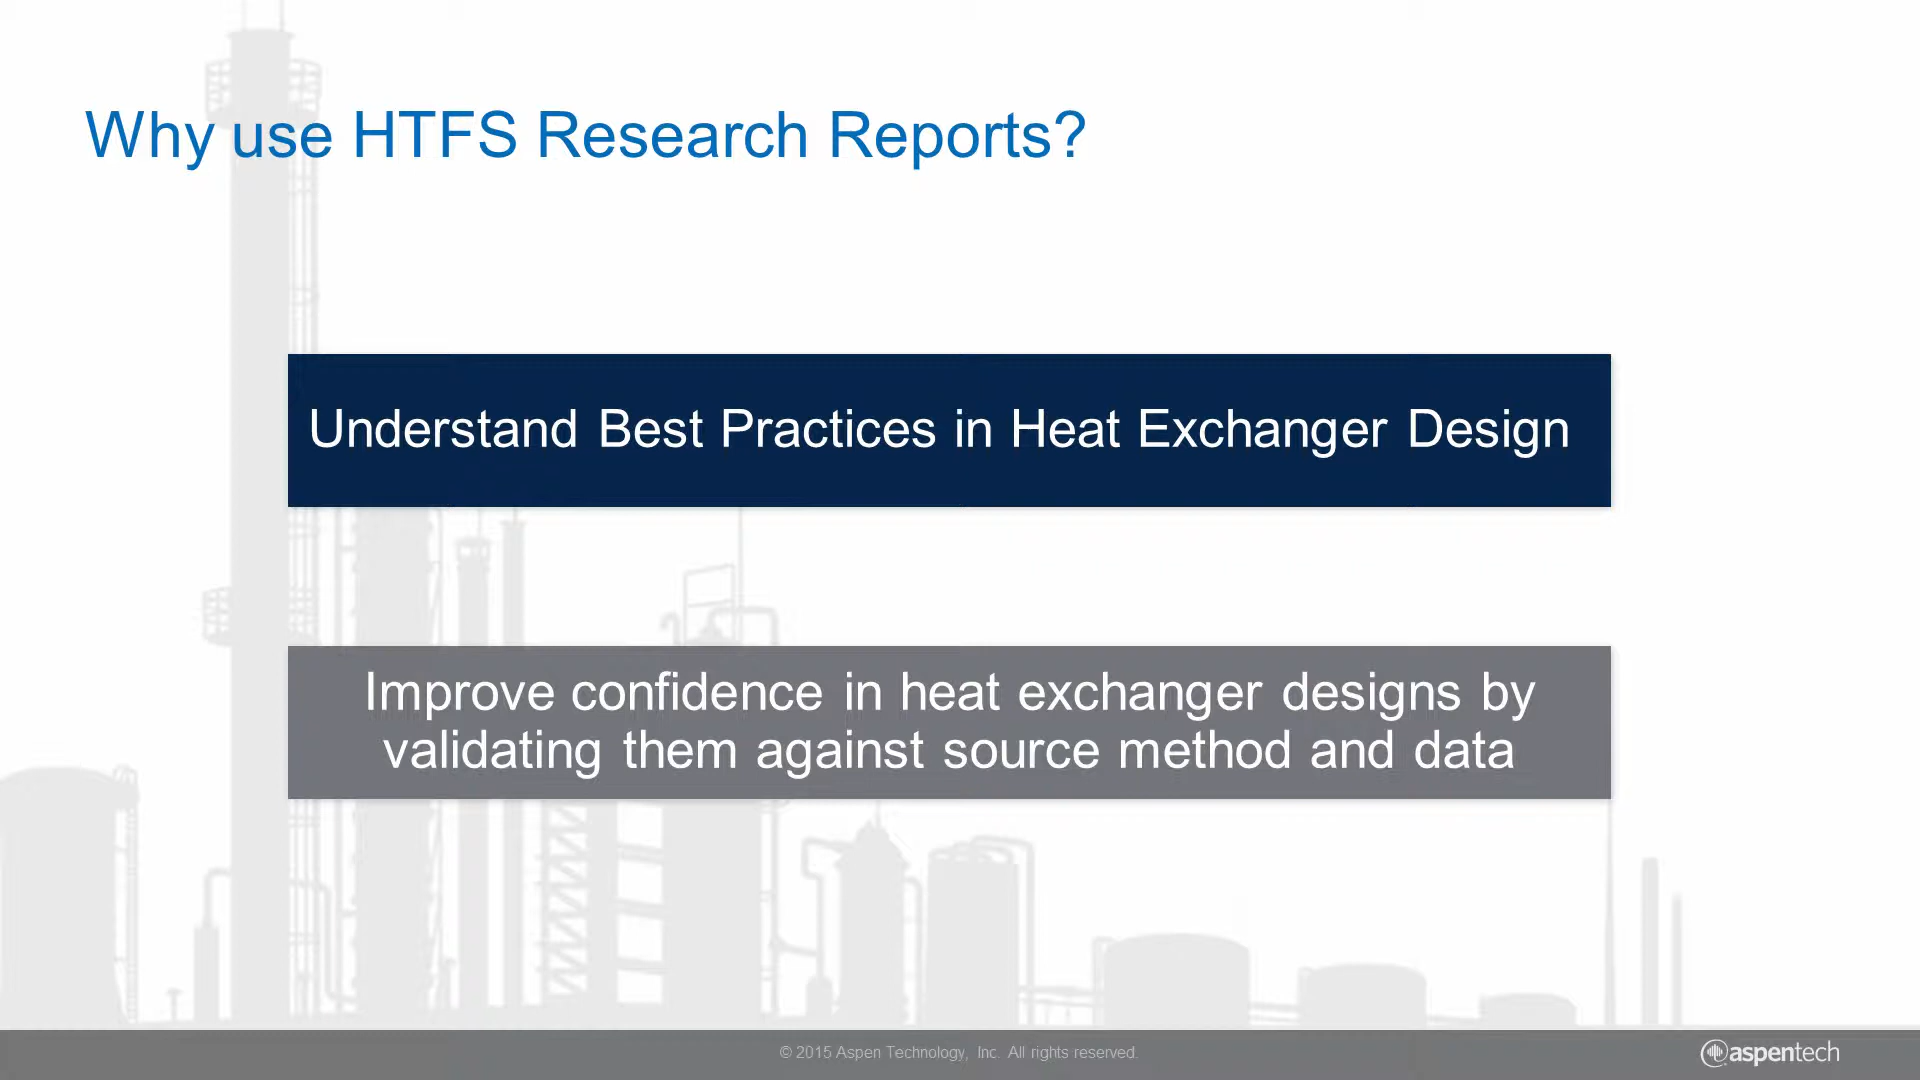 Why use HTFS Research Reports?
Understand Best Practices in Heat Exchanger Design
Improve confidence in heat exchanger designs by
validating them against source method and data
© 2015 Aspen Technology, Inc. All rights reserved.
aspentech